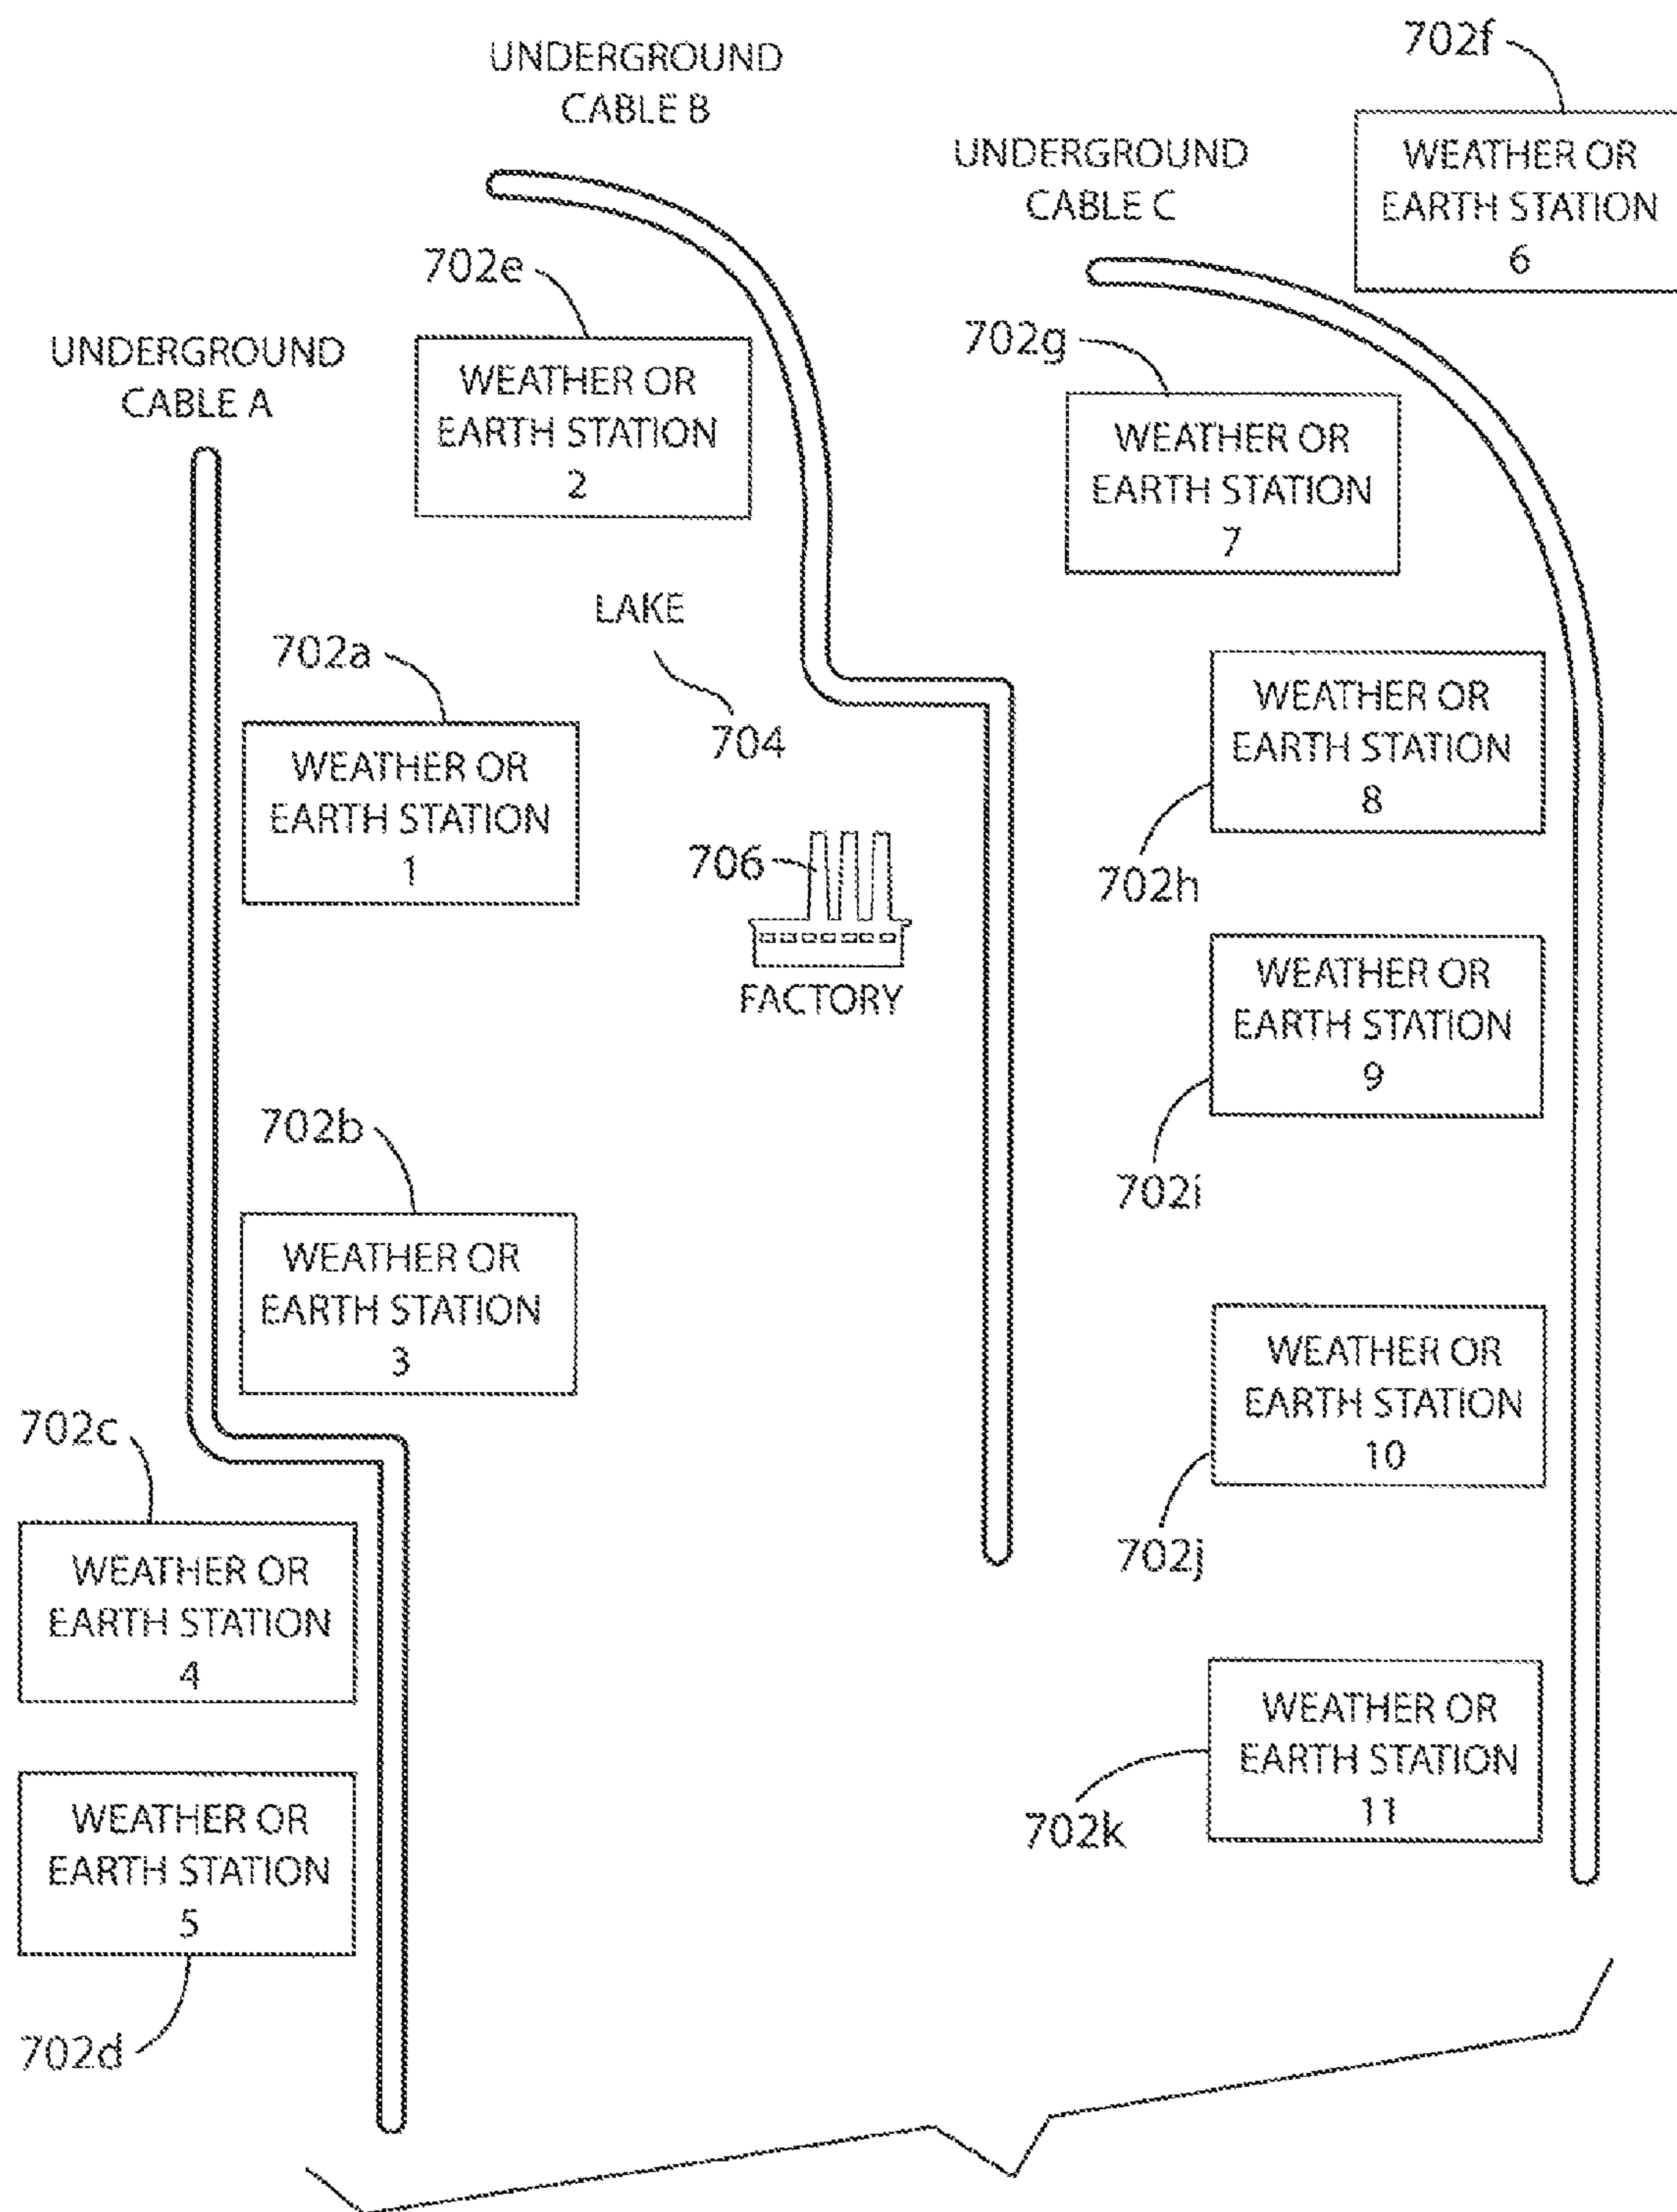 702f
UNDERGROUND
CABLE B
UNDERGROUND
CABLE C
WEATHER OR
EARTH STATION
6
702e
702g
UNDERGROUND
CABLE A
WEATHER OR
EARTH STATION
2
WEATHER OR
EARTH STATION
7
LAKE
704
702a
WEATHER OR
EARTH STATION
1
WEATHER OR
EARTH STATION
8
702h
706
FACTORY
WEATHER OR
EARTH STATION
9
702i
702b
WEATHER OR
EARTH STATION
3
WEATHER OR
EARTH STATION
10
702j
702c
WEATHER OR
EARTH STATION
4
WEATHER OR
EARTH STATION
11
702k
WEATHER OR
EARTH STATION
5
702d